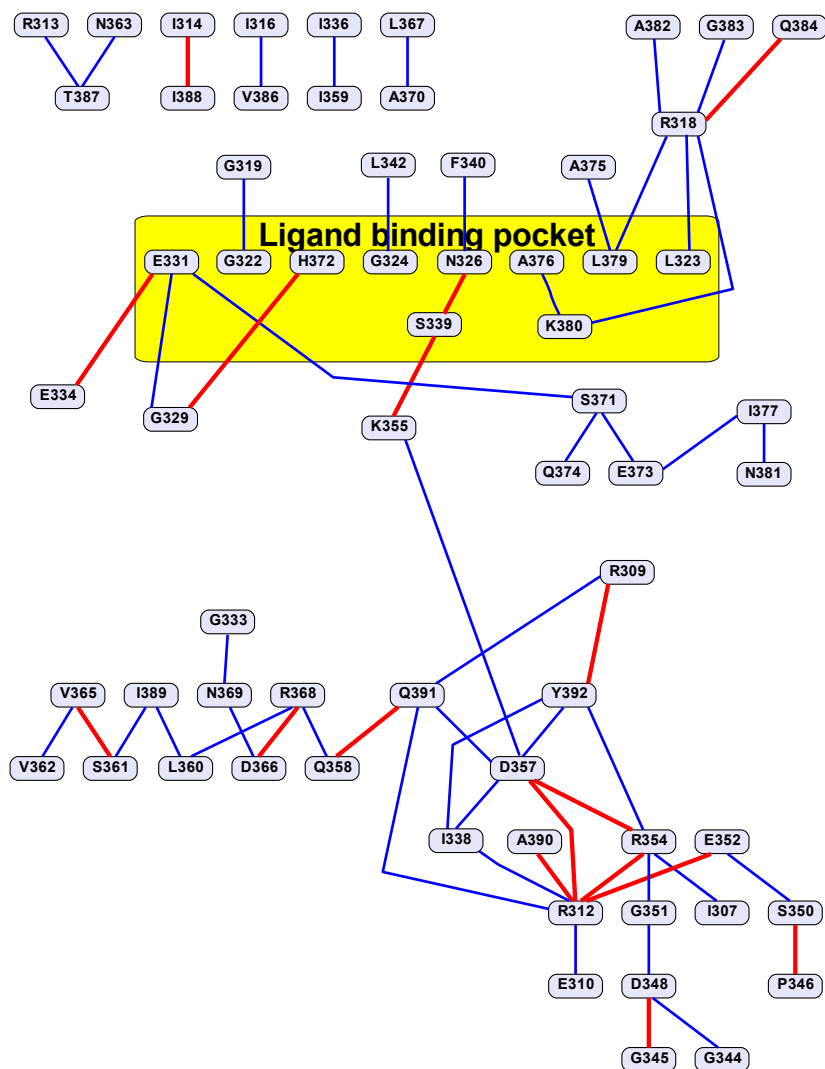 R313 N363 I314 I316 I336 L367
A382 G383 Q384
T387 I388 V386 I359 A370
R318
G319 L342 F340 A375
Ligand binding pocket
E331 G322 H372 G324 N326 A376 L379 L323
S339 K380
E334 G329 K355 S371 I377
Q374 E373 N381
R309
G333
V365 I389 N369 R368 Q391 Y392
V362 S361 L360 D366 Q358 D357
I338 A390 R354 E352
R312 G351 I307 S350
E310 D348 P346
G345 G344